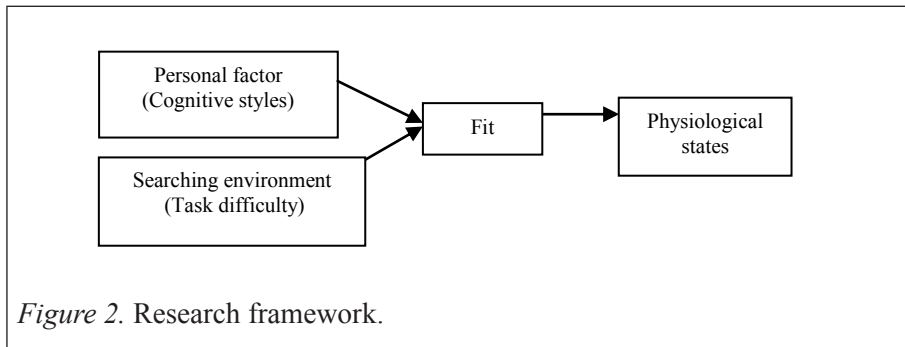 Personal factor
(Cognitive styles)
Fit
Physiological
states
Searching environment
(Task difficulty)
Figure 2. Research framework.